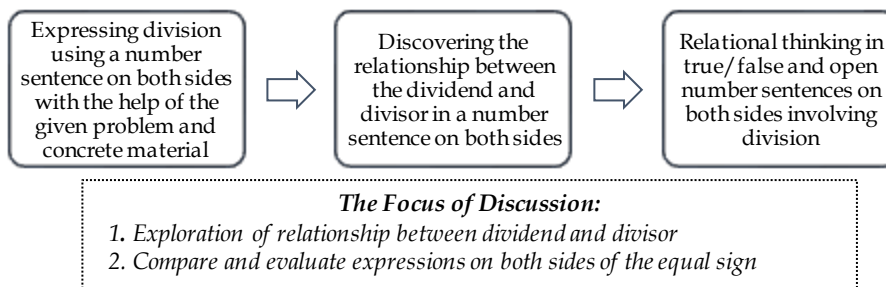 Expressing division
using a number
sentence on both sides
with the help of the
given problem and
concrete material
Discovering the
relationship between
the dividend and
divisor in a number
sentence on both sides
Relational thinking in
true/false and open
number sentences on
both sides involving
division
The Focus of Discussion:
1. Exploration of relationship between dividend and divisor
2. Compare and evaluate expressions on both sides of the equal sign